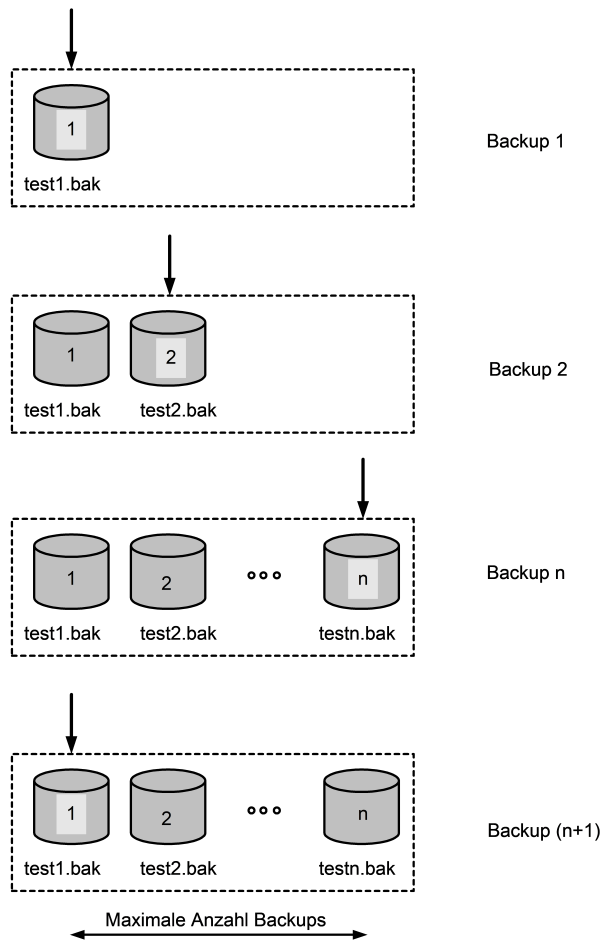 1
test1.bak
Backup 1
1 2
test1.bak test2.bak
Backup 2
1 2 n
test1.bak test2.bak testn.bak
Backup n
1 2 n
test1.bak test2.bak testn.bak
Backup (n+1)
Maximale Anzahl Backups